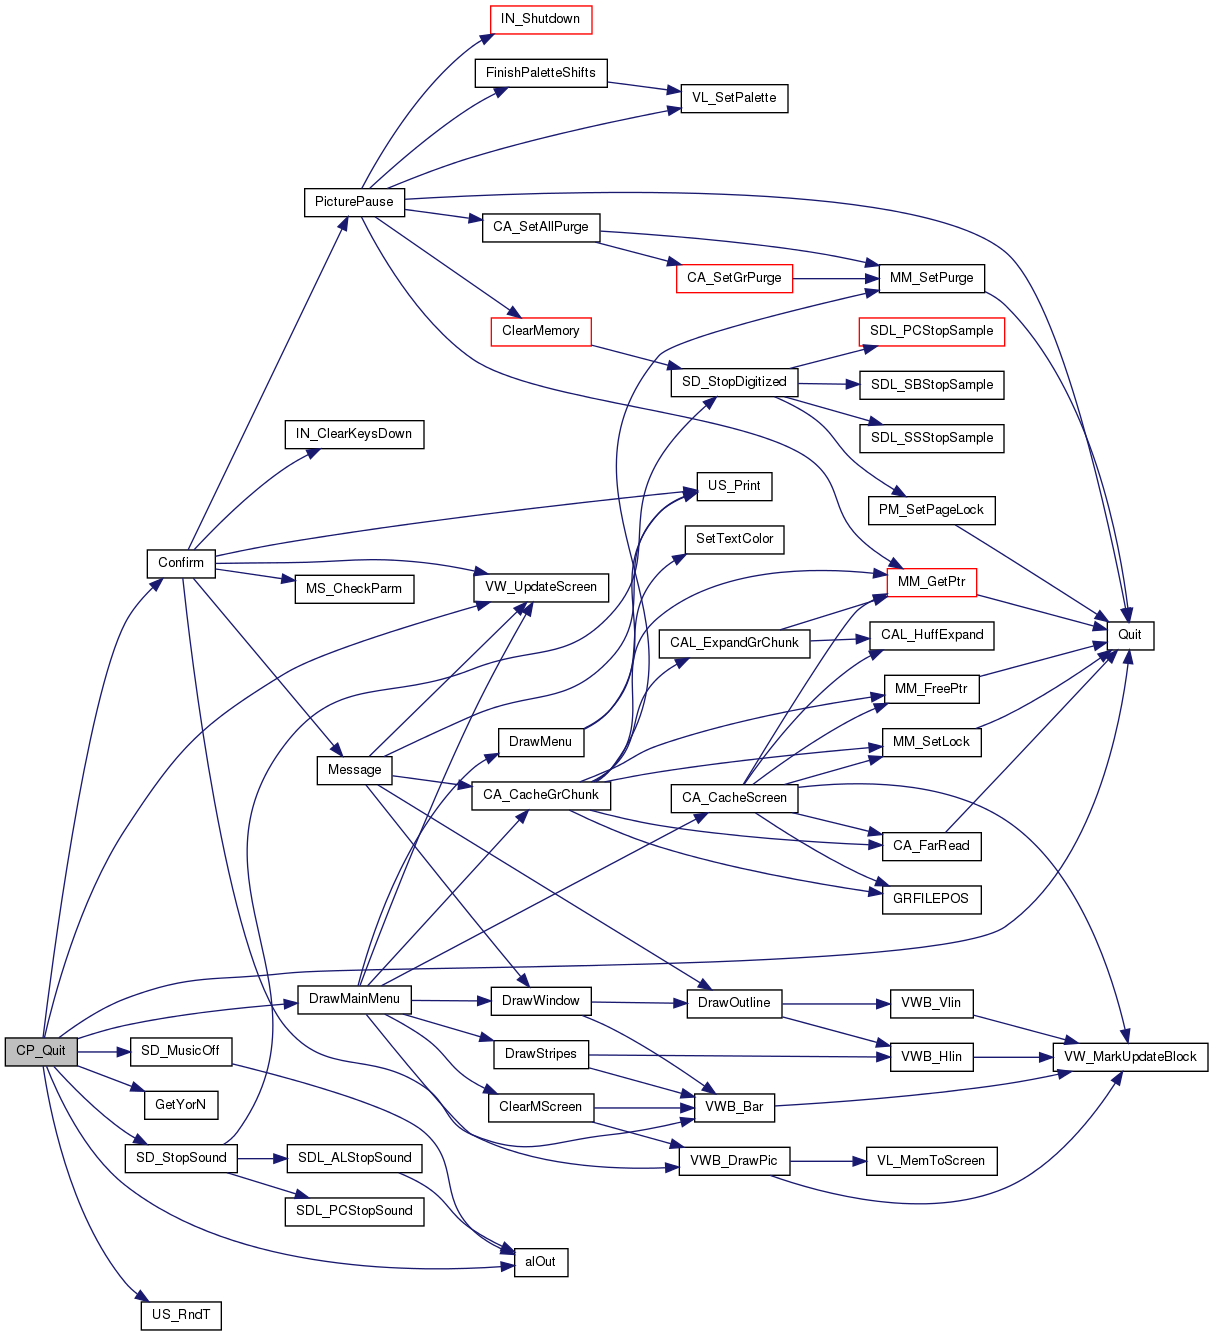 IN_Shutdown
FinishPaletteShifts
VL_SetPalette
PicturePause
CA_SetAllPurge
CA_SetGrPurge
MM_SetPurge
ClearMemory
SDL_PCStopSample
SD_StopDigitized
SDL_SBStopSample
IN_ClearKeysDown
SDL_SSStopSample
US_Print
PM_SetPageLock
SetTextColor
Confirm
MS_CheckParm
VW_UpdateScreen
MM_GetPtr
CAL_ExpandGrChunk
CAL_HuffExpand
Quit
MM_FreePtr
DrawMenu
MM_SetLock
Message
CA_CacheGrChunk
CA_CacheScreen
CA_FarRead
GRFILEPOS
DrawMainMenu
DrawWindow
DrawOutline
VWB_Vlin
CP_Quit
SD_MusicOff
DrawStripes
VWB_Hlin
VW_MarkUpdateBlock
GetYorN
ClearMScreen
VWB_Bar
SD_StopSound
SDL_ALStopSound
VWB_DrawPic
VL_MemToScreen
SDL_PCStopSound
alOut
US_RndT